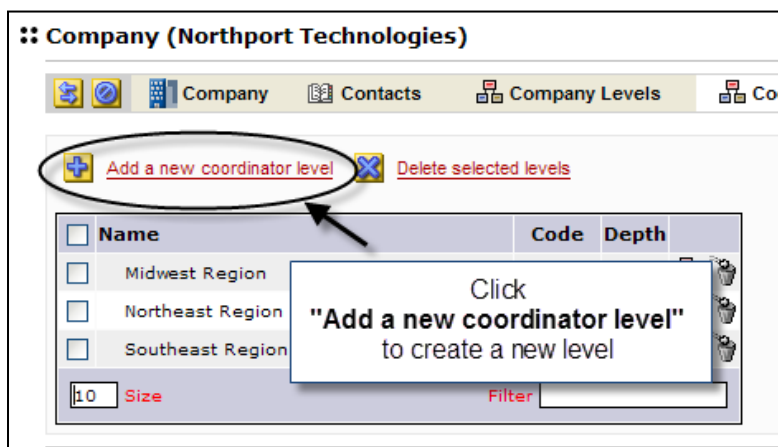 Company (Northport Technologies)
Company Contacts Company Levels Co
Add a new coordinator level Delete selected levels
Name Code Depth
Midwest Region
Northeast Region
Southeast Region
Click
"Add a new coordinator level"
to create a new level
10 Size Filter